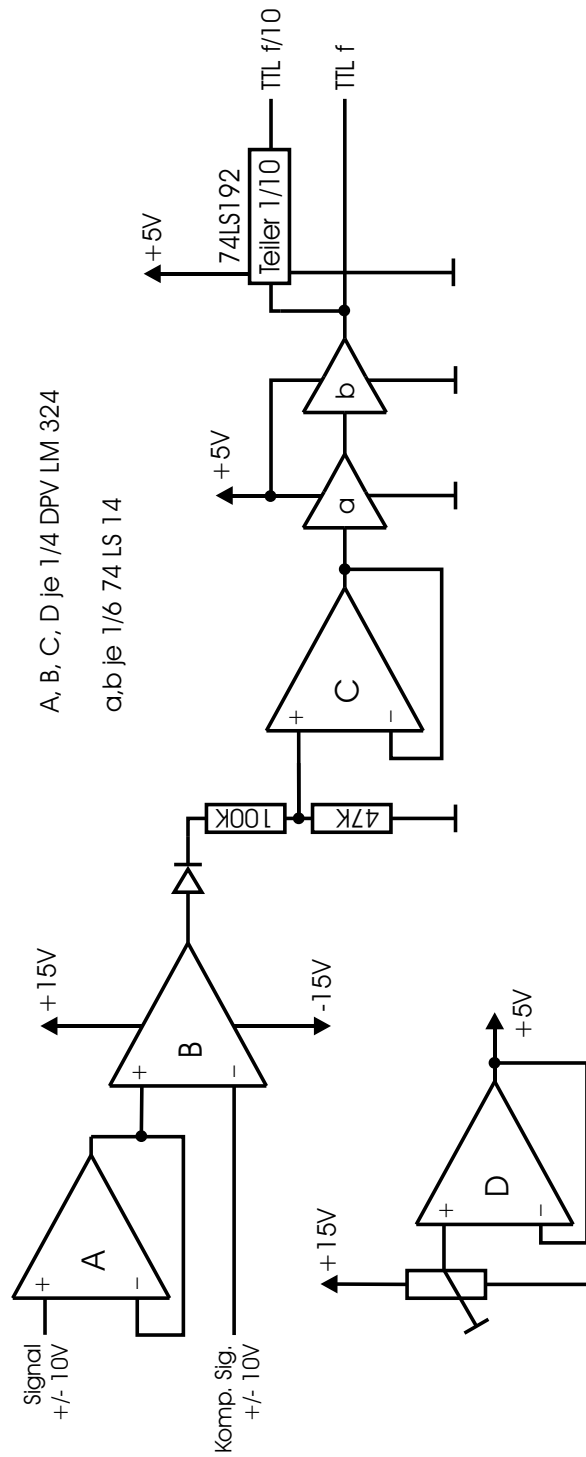 A, B, C, D je 1/4 DPV LM 324
a,b je 1/6 74 LS 14
Signal
+/- 10V
Komp. Sig.
+/- 10V
A
+
−
B
+
−
+15V
-15V
100K
47K
C
+
−
+5V
a
b
+5V
74LS192
Teiler 1/10
TTL f/10
TTL f
+15V
D
+
−
+5V